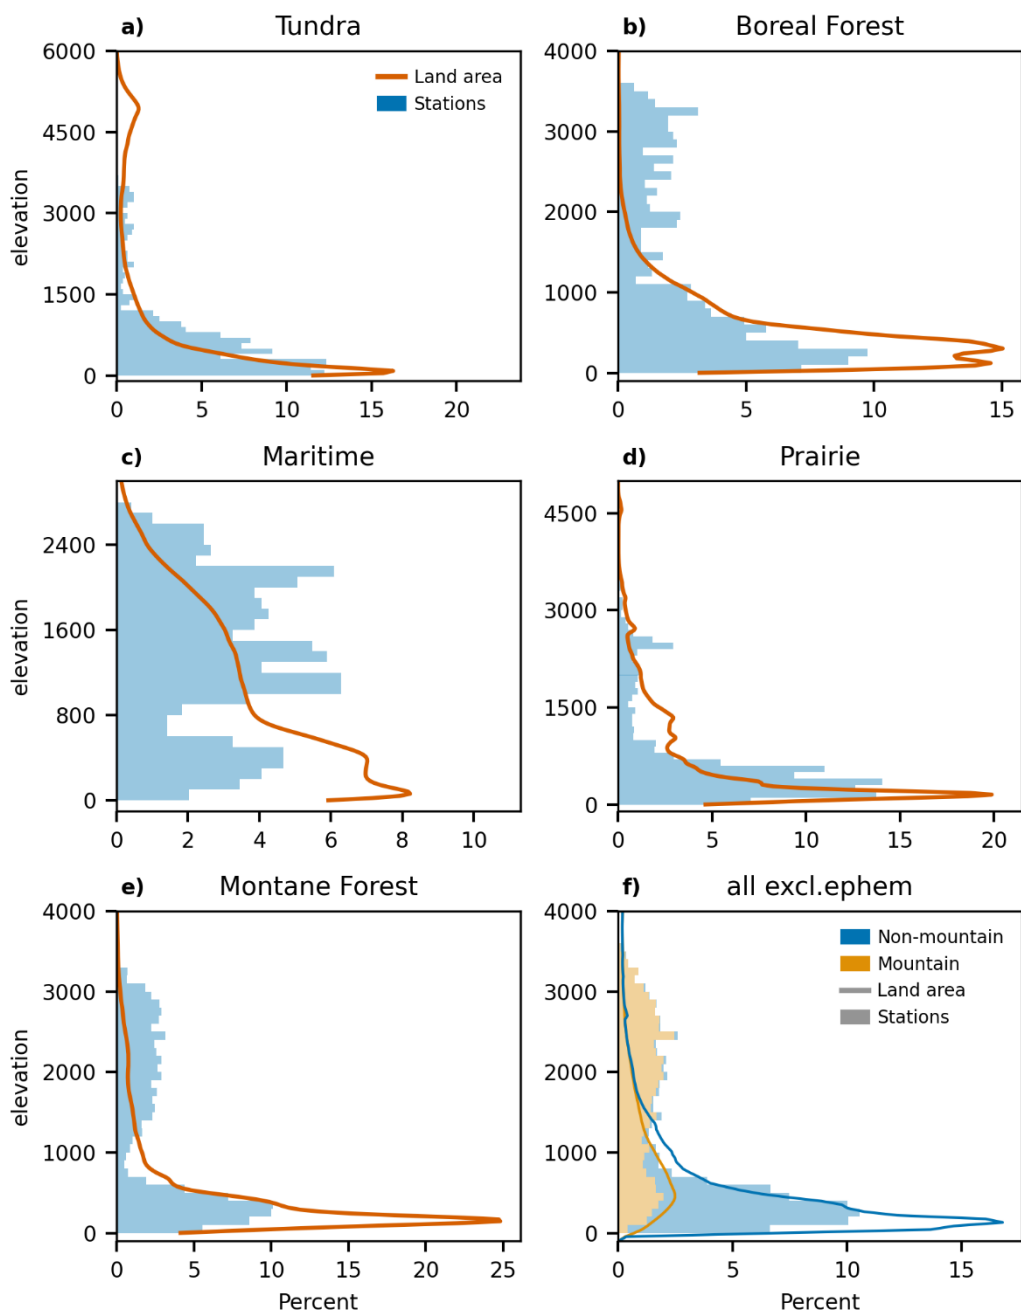 a) Tundra
6000
4500
3000
1500
0
elevation
Land area
Stations
0 5 10 15 20
b) Boreal Forest
4000
3000
2000
1000
0
0 5 10 15
c) Maritime
2400
1600
800
0
elevation
0 2 4 6 8 10
d) Prairie
4500
3000
1500
0
0 5 10 15 20
e) Montane Forest
4000
3000
2000
1000
0
elevation
0 5 10 15 20 25
Percent
f) all excl.ephem
4000
3000
2000
1000
0
Non-mountain
Mountain
Land area
Stations
0 5 10 15
Percent